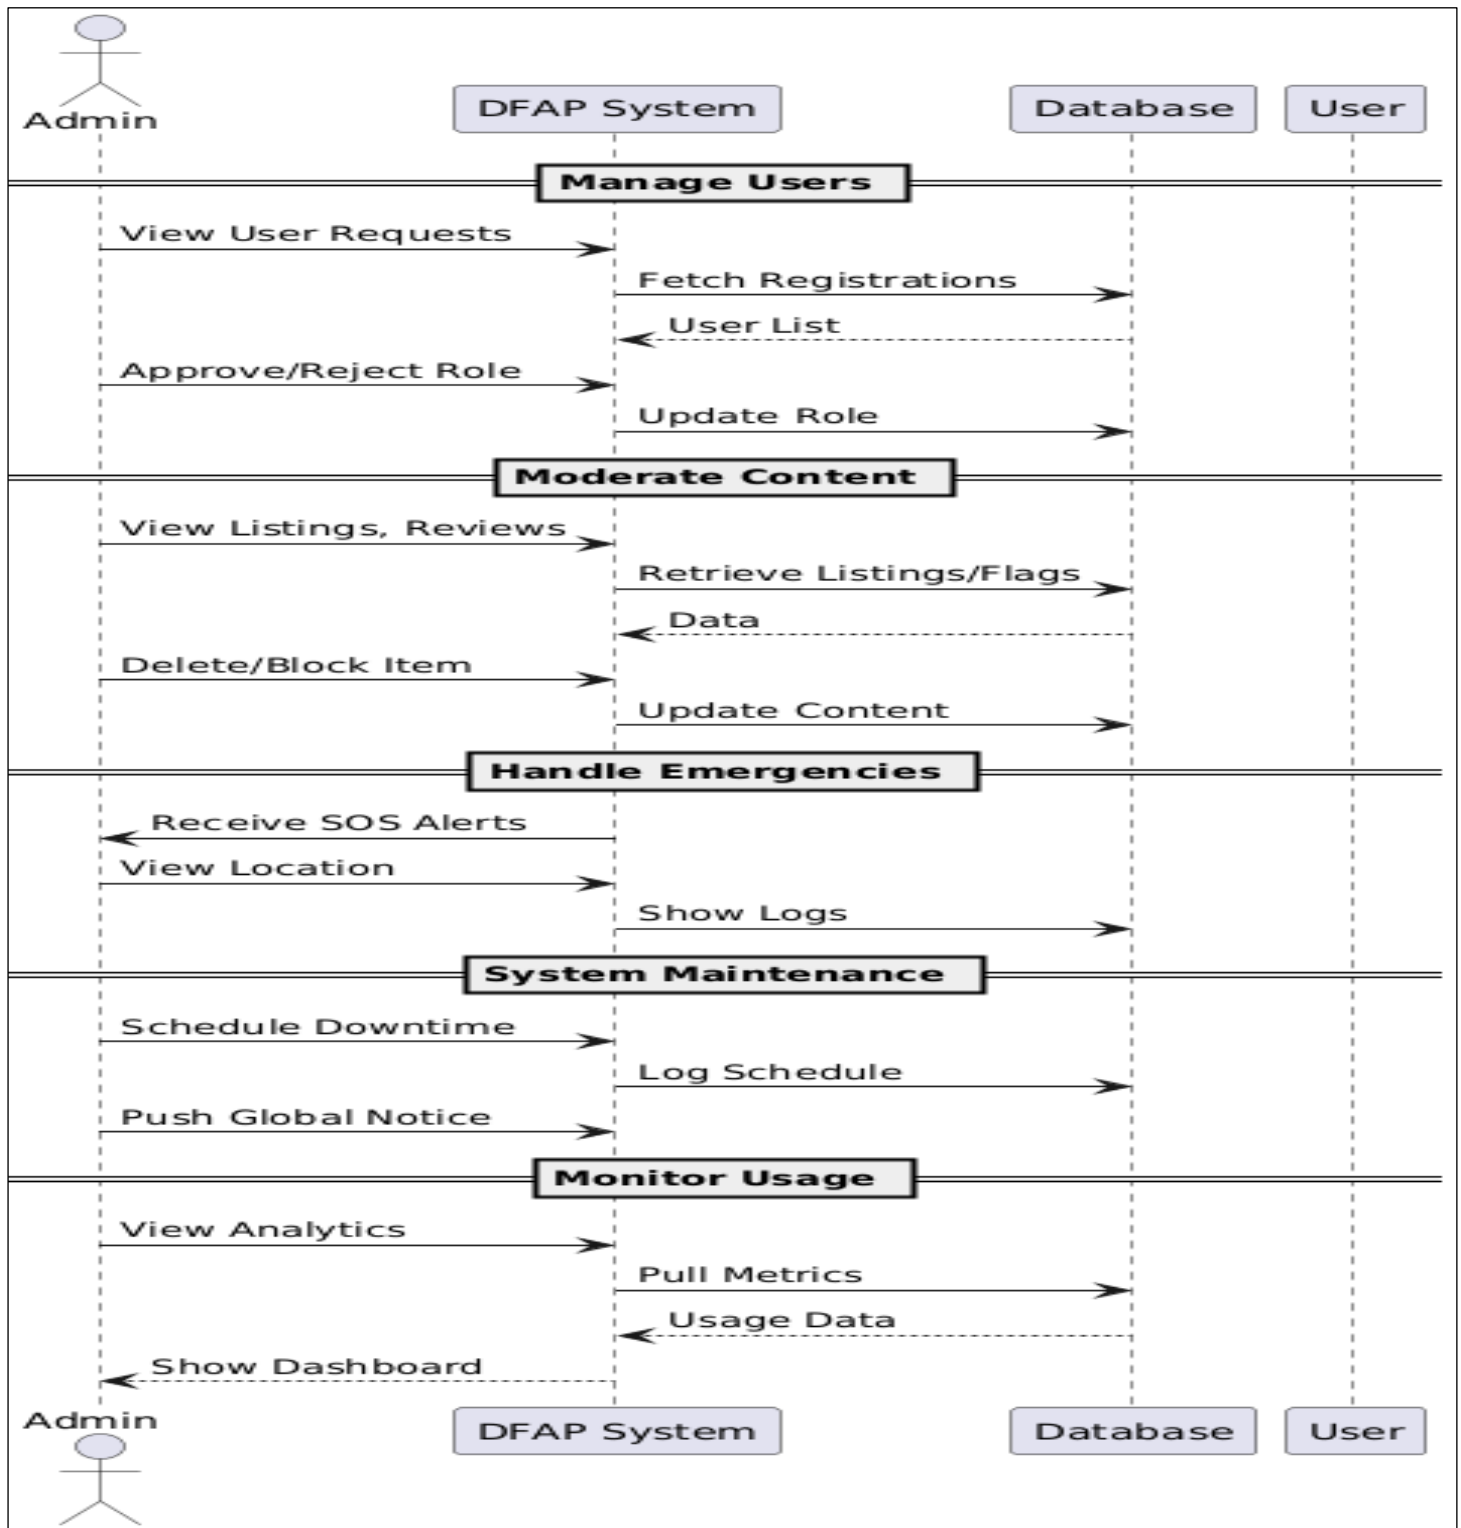 Admin
DFAP System
Database
User
Manage Users
View User Requests
Fetch Registrations
User List
Approve/Reject Role
Update Role
Moderate Content
View Listings, Reviews
Retrieve Listings/Flags
Data
Delete/Block Item
Update Content
Handle Emergencies
Receive SOS Alerts
View Location
Show Logs
System Maintenance
Schedule Downtime
Log Schedule
Push Global Notice
Monitor Usage
View Analytics
Pull Metrics
Usage Data
Show Dashboard
Admin
DFAP System
Database
User